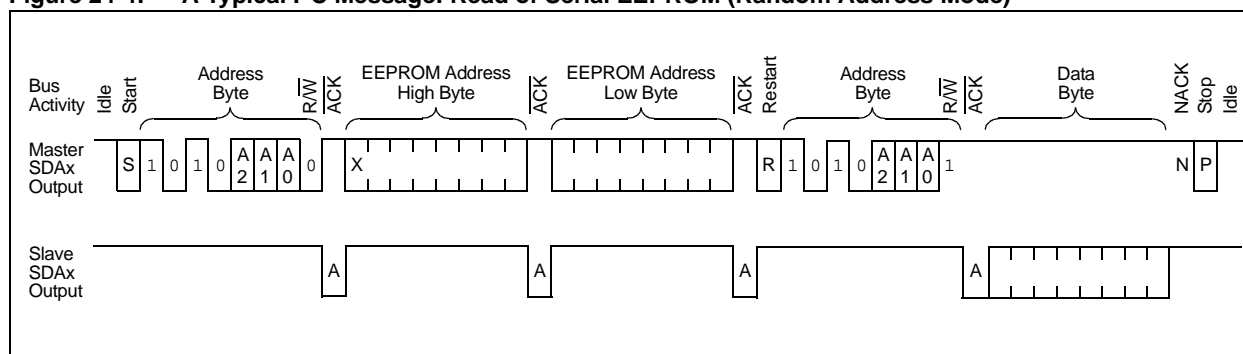 Figure 24-4: A Typical I²C Message: Read of Serial EEPROM (Random Address Mode)
Bus Activity
Idle
Start
Address Byte
R/W
ACK
EEPROM Address High Byte
ACK
EEPROM Address Low Byte
ACK
Restart
Address Byte
R/W
ACK
Data Byte
NACK
Stop
Idle
Master SDAx Output
S 1 0 1 0 A2 A1 A0 0 X R 1 0 1 0 A2 A1 A0 1 N P
Slave SDAx Output
A A A A